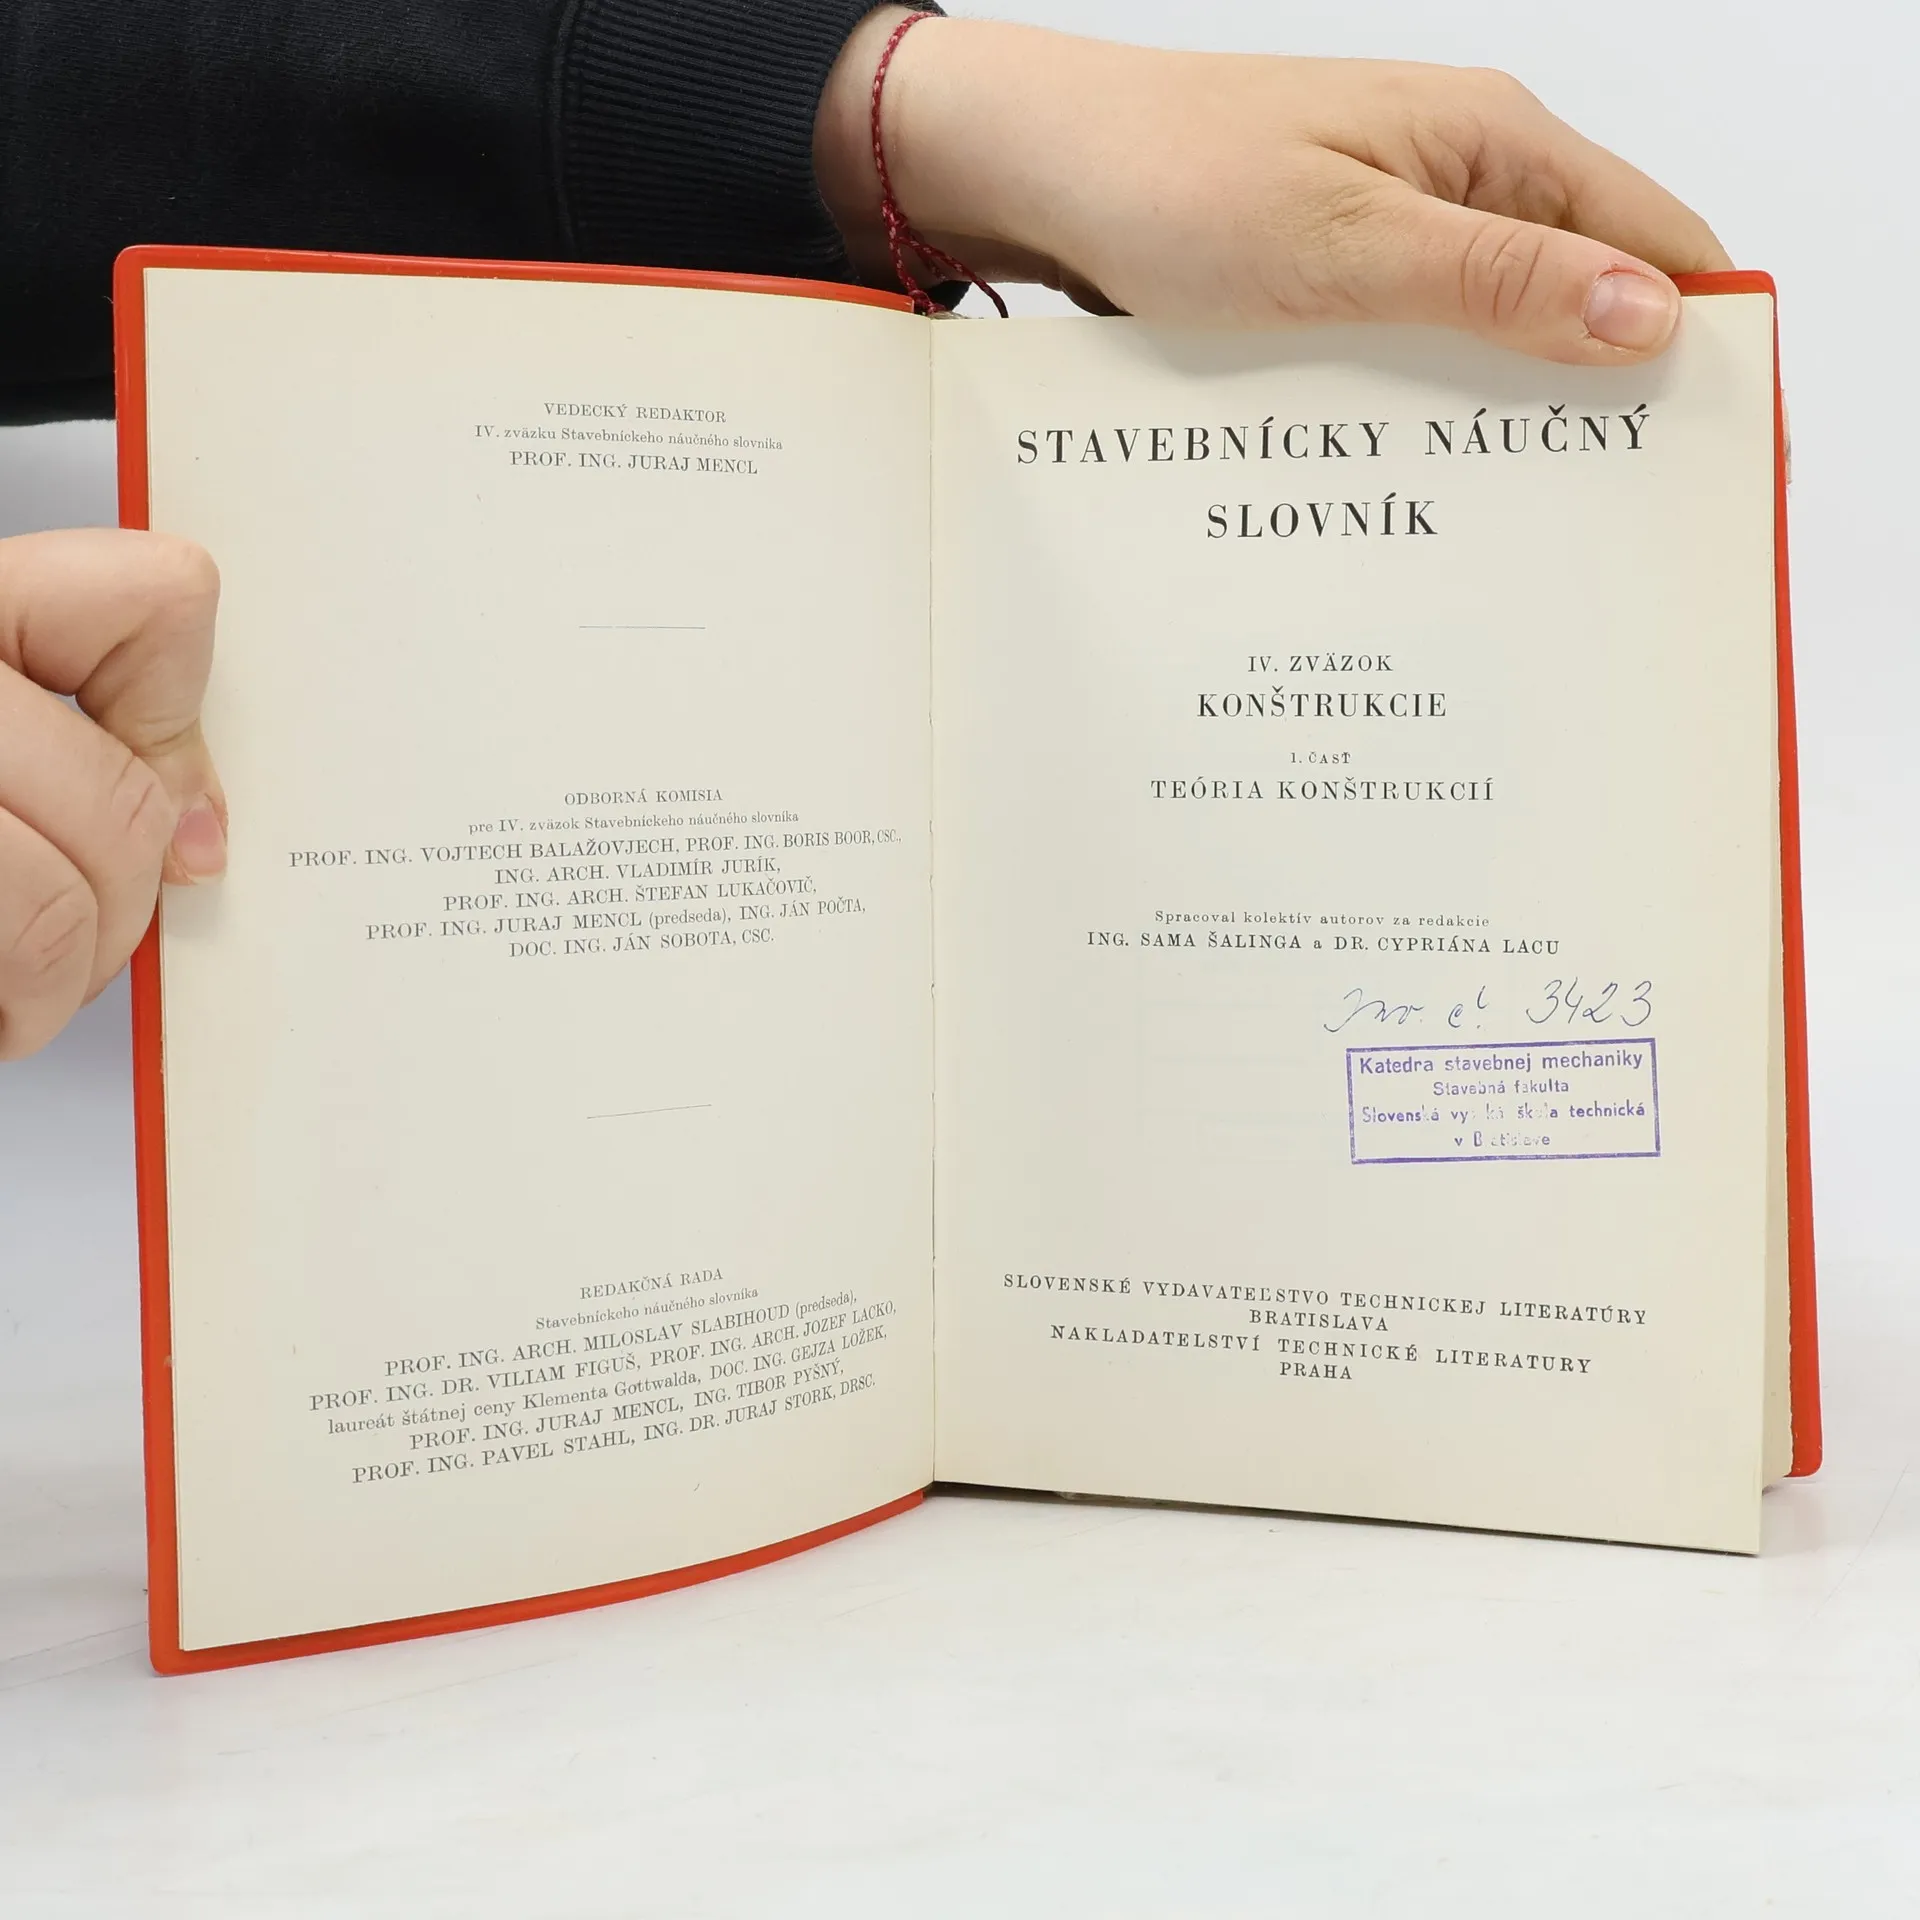 VEDECKÝ REDAKTOR
IV. zväzku Stavebníckeho náučného slovníka
PROF. ING. JURAJ MENCL
ODBORNÁ KOMISIA
pre IV. zväzok Stavebníckeho náučného slovníka
PROF. ING. VOJTECH BALAŽOVJECH, PROF. ING. BORIS BOOR, CSC.,
ING. ARCH. VLADIMÍR JURÍK,
PROF. ING. ARCH. ŠTEFAN LUKAČOVIČ,
PROF. ING. JURAJ MENCL (predseda), ING. JÁN POČTA,
DOC. ING. JÁN SOBOTA, CSC.
REDAKČNÁ RADA
Stavebníckeho náučného slovníka
PROF. ING. ARCH. MILOSLAV SLABIHOUD (predseda),
PROF. ING. DR. VILIAM FIGUŠ, PROF. ING. ARCH. JOZEF LACKO,
laureát štátnej ceny Klementa Gottwalda, DOC. ING. GEJZA LOŽEK,
PROF. ING. JURAJ MENCL, ING. TIBOR PYŠNÝ,
PROF. ING. PAVEL STAHL, ING. DR. JURAJ STORK, DRSC.
STAVEBNÍCKY NÁUČNÝ
SLOVNÍK
IV. ZVÄZOK
KONŠTRUKCIE
1. ČASŤ
TEÓRIA KONŠTRUKCIÍ
Spracoval kolektív autorov za redakcie
ING. SAMA ŠALINGA a DR. CYPRIÁNA LACU
Inv. č. 3423
Katedra stavebnej mechaniky
Stavebná fakulta
Slovenská vysoká škola technická
v Bratislave
SLOVENSKÉ VYDAVATEĽSTVO TECHNICKEJ LITERATÚRY
BRATISLAVA
NAKLADATELSTVÍ TECHNICKÉ LITERATURY
PRAHA